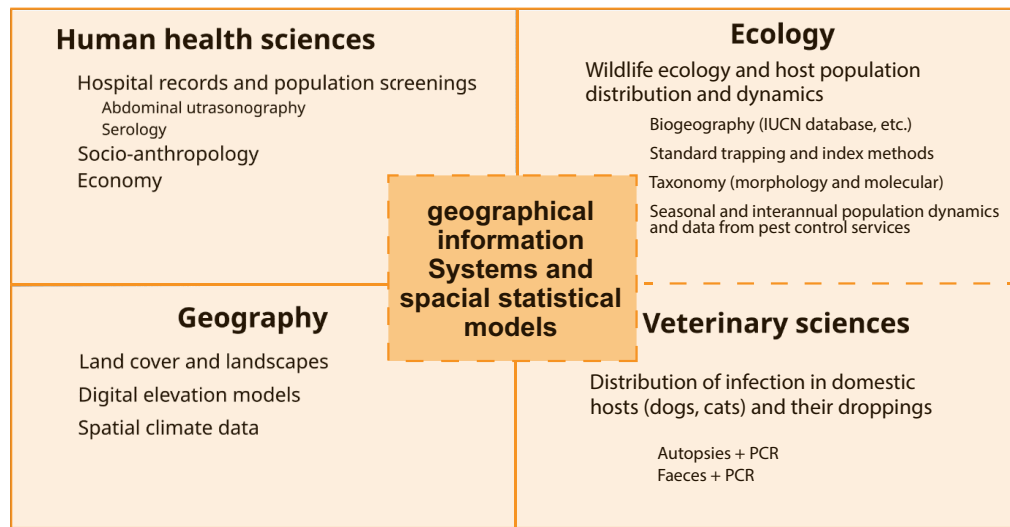 Human health sciences
Hospital records and population screenings
Abdominal utrasonography
Serology
Socio-anthropology
Economy
Ecology
Wildlife ecology and host population
distribution and dynamics
Biogeography (IUCN database, etc.)
Standard trapping and index methods
Taxonomy (morphology and molecular)
Seasonal and interannual population dynamics
and data from pest control services
geographical
information
Systems and
spacial statistical
models
Geography
Land cover and landscapes
Digital elevation models
Spatial climate data
Veterinary sciences
Distribution of infection in domestic
hosts (dogs, cats) and their droppings
Autopsies + PCR
Faeces + PCR